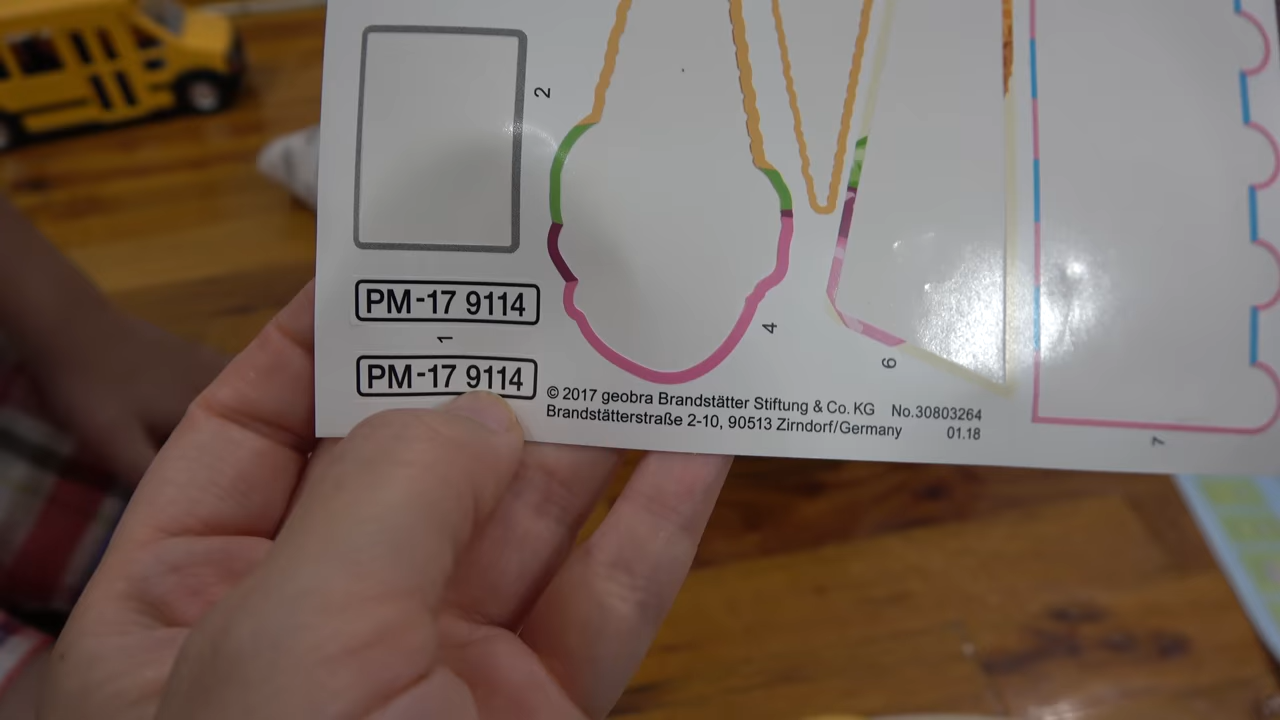 2
PM-17 9114
1
PM-17 9114
4
6
7
© 2017 geobra Brandstätter Stiftung & Co. KG No.30803264
Brandstätterstraße 2-10, 90513 Zirndorf/Germany 01.18